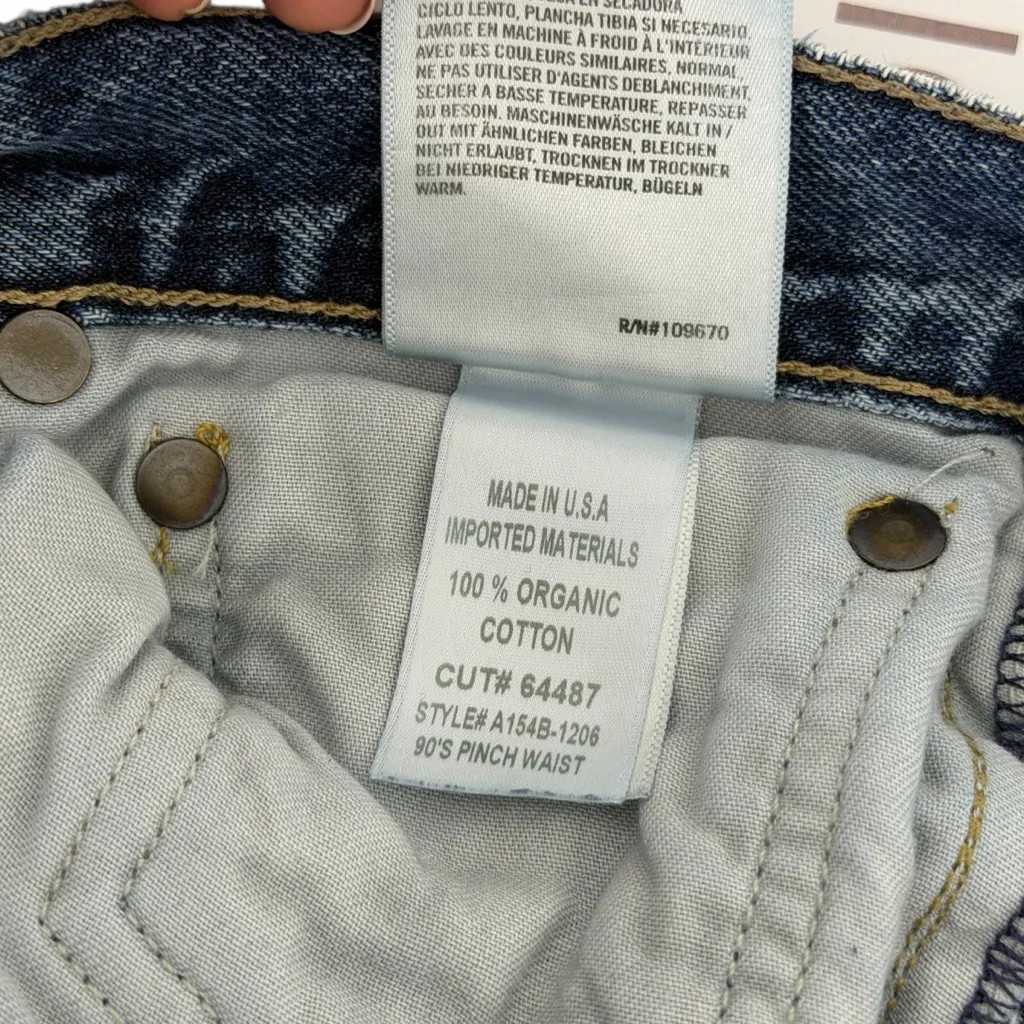 EN SECADORA
CICLO LENTO, PLANCHA TIBIA SI NECESARIO.
LAVAGE EN MACHINE À FROID À L'INTÉRIEUR
AVEC DES COULEURS SIMILAIRES, NORMAL,
NE PAS UTILISER D'AGENTS DEBLANCHIMENT,
SECHER A BASSE TEMPERATURE, REPASSER
AU BESOIN. MASCHINENWÄSCHE KALT IN /
OUT MIT ÄHNLICHEN FARBEN, BLEICHEN
NICHT ERLAUBT, TROCKNEN IM TROCKNER
BEI NIEDRIGER TEMPERATUR, BÜGELN
WARM.
R/N#109670
MADE IN U.S.A
IMPORTED MATERIALS
100 % ORGANIC
COTTON
CUT# 64487
STYLE# A154B-1206
90'S PINCH WAIST